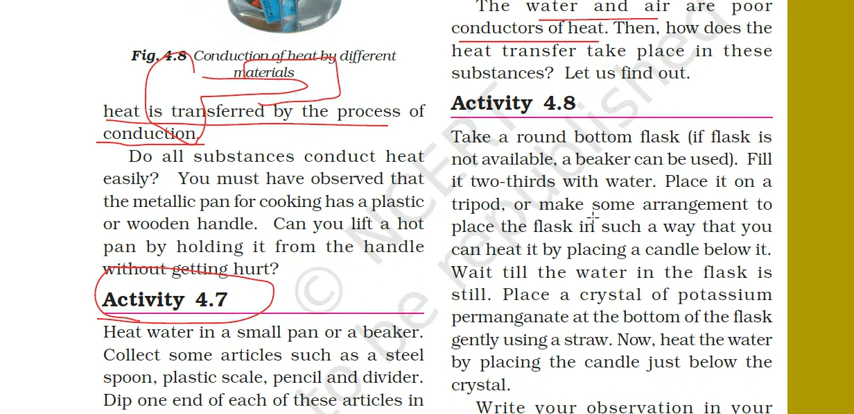 Fig. 4.8 Conduction of heat by different
materials
heat is transferred by the process of
conduction.
Do all substances conduct heat
easily? You must have observed that
the metallic pan for cooking has a plastic
or wooden handle. Can you lift a hot
pan by holding it from the handle
without getting hurt?
Activity 4.7
Heat water in a small pan or a beaker.
Collect some articles such as a steel
spoon, plastic scale, pencil and divider.
Dip one end of each of these articles in
The water and air are poor
conductors of heat. Then, how does the
heat transfer take place in these
substances? Let us find out.
Activity 4.8
Take a round bottom flask (if flask is
not available, a beaker can be used). Fill
it two-thirds with water. Place it on a
tripod, or make some arrangement to
place the flask in such a way that you
can heat it by placing a candle below it.
Wait till the water in the flask is
still. Place a crystal of potassium
permanganate at the bottom of the flask
gently using a straw. Now, heat the water
by placing the candle just below the
crystal.
Write your observation in your
© NCERT
to be republished